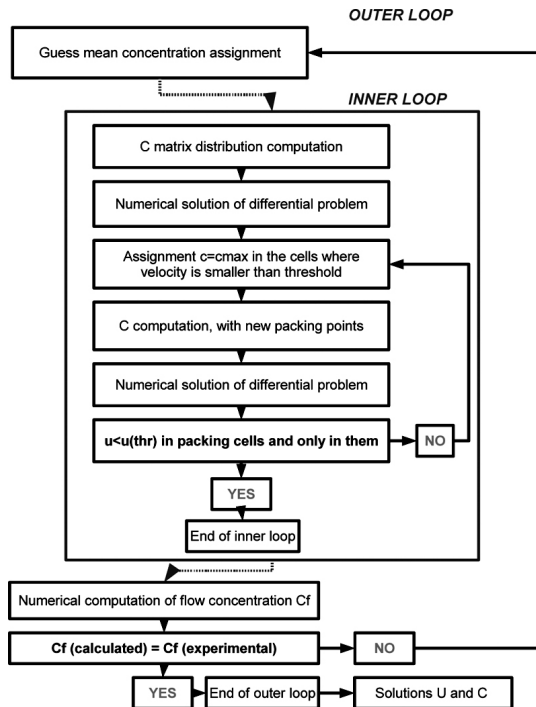 OUTER LOOP
Guess mean concentration assignment
INNER LOOP
C matrix distribution computation
Numerical solution of differential problem
Assignment c=cmax in the cells where
velocity is smaller than threshold
C computation, with new packing points
Numerical solution of differential problem
u<u(thr) in packing cells and only in them
NO
YES
End of inner loop
Numerical computation of flow concentration Cf
Cf (calculated) = Cf (experimental)
NO
YES
End of outer loop
Solutions U and C